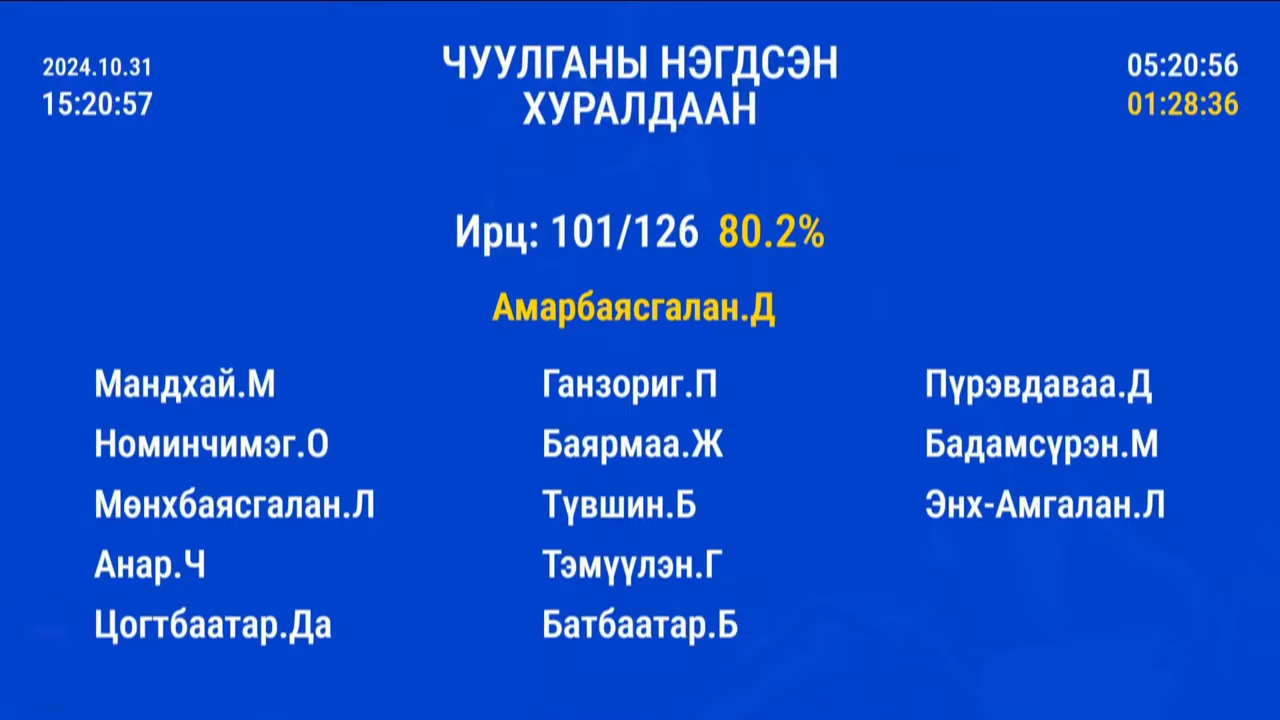 2024.10.31
15:20:57
ЧУУЛГАНЫ НЭГДСЭН
ХУРАЛДААН
05:20:56
01:28:36
Ирц: 101/126 80.2%
Амарбаясгалан.Д
Мандхай.М
Номинчимэг.О
Мөнхбаясгалан.Л
Анар.Ч
Цогтбаатар.Да
Ганзориг.П
Баярмаа.Ж
Түвшин.Б
Тэмүүлэн.Г
Батбаатар.Б
Пүрэвдаваа.Д
Бадамсүрэн.М
Энх-Амгалан.Л